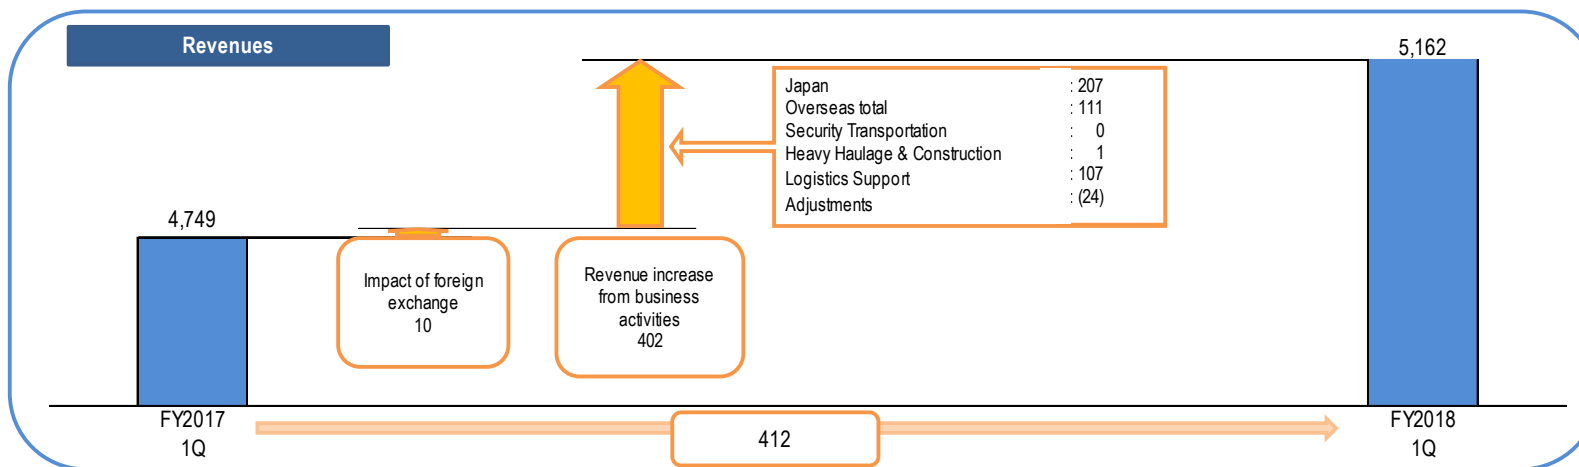 Revenues
5,162
Japan : 207
Overseas total : 111
Security Transportation : 0
Heavy Haulage & Construction : 1
Logistics Support : 107
Adjustments : (24)
4,749
Impact of foreign
exchange
10
Revenue increase
from business
activities
402
FY2017
1Q
412
FY2018
1Q